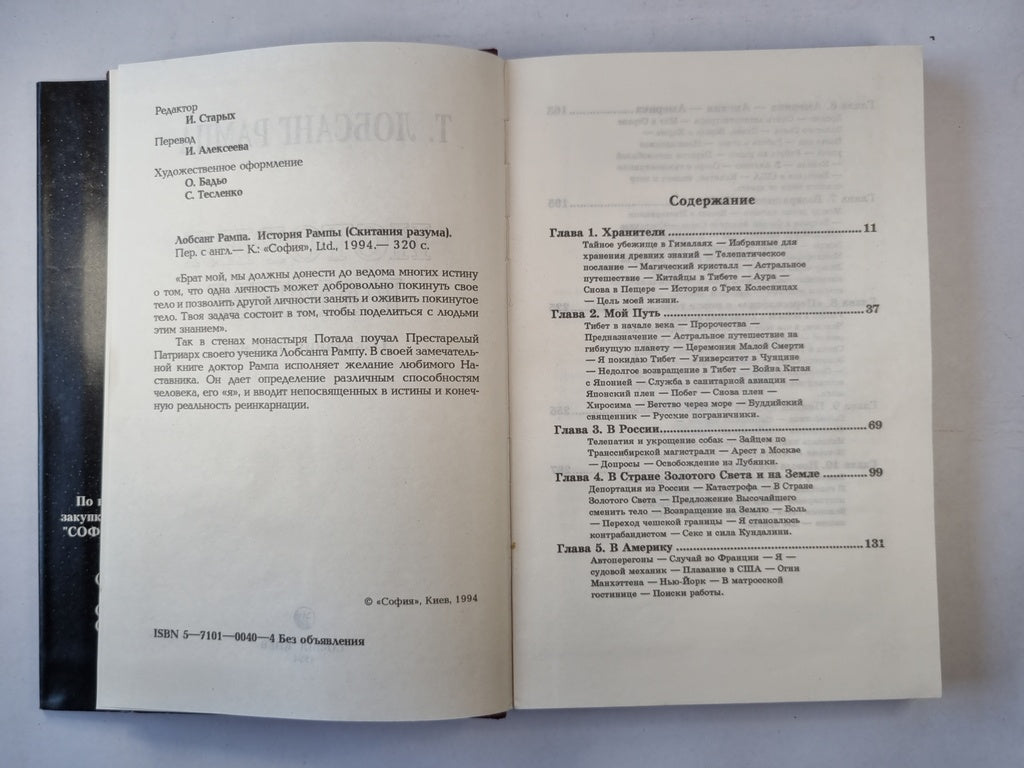 Редактор
И. Старых
Перевод
И. Алексеева
Художественное оформление
О. Бадьо
С. Тесленко
Лобсанг Рампа. История Рампы (Скитания разума).
Пер. с англ.— К.: «София», Ltd., 1994.— 320 с.
«Брат мой, мы должны донести до ведома многих истину
о том, что одна личность может добровольно покинуть свое
тело и позволить другой личности занять и оживить покинутое
тело. Твоя задача состоит в том, чтобы поделиться с людьми
этим знанием».
Так в стенах монастыря Потала поучал Престарелый
Патриарх своего ученика Лобсанга Рампу. В своей замечатель-
ной книге доктор Рампа исполняет желание любимого На-
ставника. Он дает определение различным способностям
человека, его «я», и вводит непосвященных в истины и конеч-
ную реальность реинкарнации.
© «София», Киев, 1994
ISBN 5—7101—0040—4 Без объявления
По
закупк
"СОФ
Содержание
Глава 1. Хранители 11
Тайное убежище в Гималаях — Избранные для
хранения древних знаний — Телепатическое
послание — Магический кристалл — Астральное
путешествие — Китайцы в Тибете — Аура —
Снова в Пещере — История о Трех Колесницах
— Цель моей жизни.
Глава 2. Мой Путь 37
Тибет в начале века — Пророчества —
Предназначение — Астральное путешествие на
гибнущую планету — Церемония Малой Смерти
— Я покидаю Тибет — Университет в Чунцине
— Недолгое возвращение в Тибет — Война Китая
с Японией — Служба в санитарной авиации —
Японский плен — Побег — Снова плен —
Хиросима — Бегство через море — Буддийский
священник — Русские пограничники.
Глава 3. В России 69
Телепатия и укрощение собак — Зайцем по
Транссибирской магистрали — Арест в Москве
— Допросы — Освобождение из Лубянки.
Глава 4. В Стране Золотого Света и на Земле 99
Депортация из России — Катастрофа — В Стране
Золотого Света — Предложение Высочайшего
сменить тело — Возвращение на Землю — Боль
— Переход чешской границы — Я становлюсь
контрабандистом — Секс и сила Кундалини.
Глава 5. В Америку 131
Автоперегоны — Случай во Франции — Я —
судовой механик — Плавание в США — Огни
Манхэттена — Нью-Йорк — В матросской
гостинице — Поиски работы.